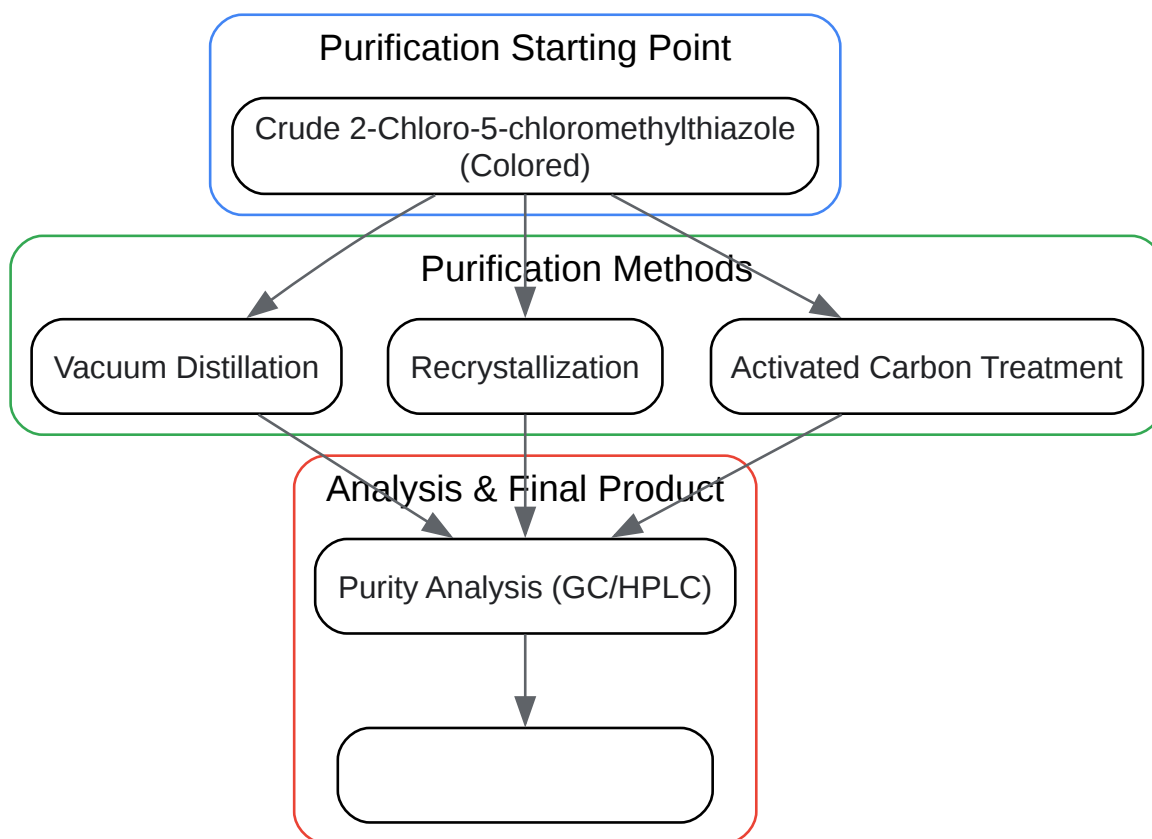 Purification Starting Point
Crude 2-Chloro-5-chloromethylthiazole
(Colored)
Purification Methods
Vacuum Distillation
Recrystallization
Activated Carbon Treatment
Analysis & Final Product
Purity Analysis (GC/HPLC)